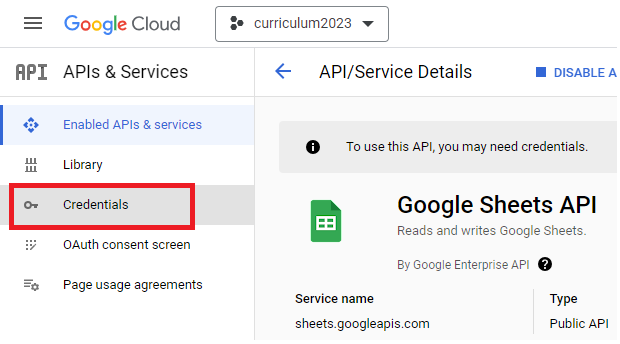 Google Cloud
curriculum2023
API
APIs & Services
Enabled APIs & services
Library
Credentials
OAuth consent screen
Page usage agreements
API/Service Details
DISABLE A
To use this API, you may need credentials.
Google Sheets API
Reads and writes Google Sheets.
By Google Enterprise API
Service name
Type
sheets.googleapis.com
Public API